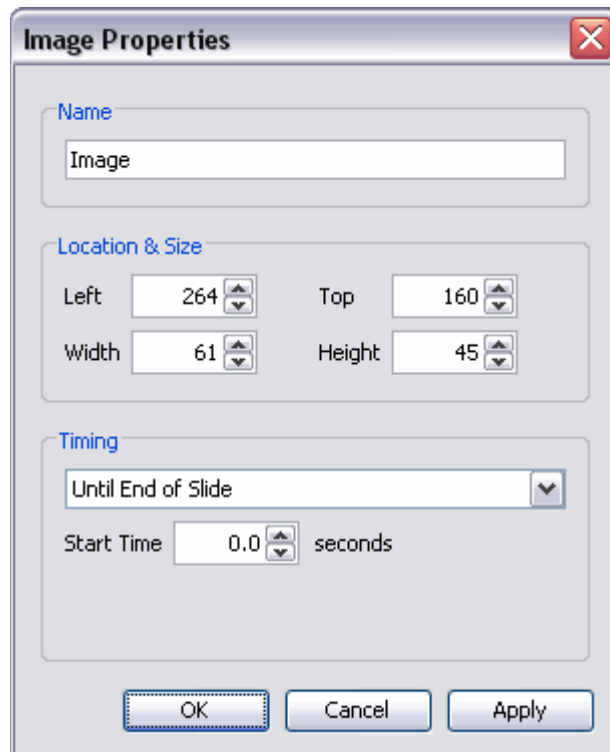 Image Properties
Name
Image
Location & Size
Left 264 Top 160
Width 61 Height 45
Timing
Until End of Slide
Start Time 0.0 seconds
OK Cancel Apply